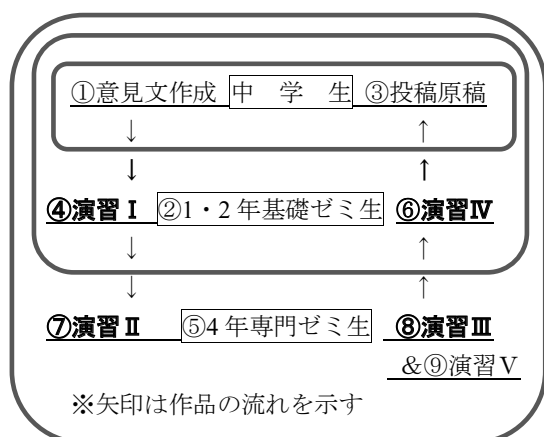 ①意見文作成 中 学 生 ③投稿原稿
↓ ↑
↓ ↑
④演習Ⅰ ②1・2年基礎ゼミ生 ⑥演習Ⅳ
↓ ↑
↓ ↑
⑦演習Ⅱ ⑤4年専門ゼミ生 ⑧演習Ⅲ
&⑨演習Ⅴ
※矢印は作品の流れを示す